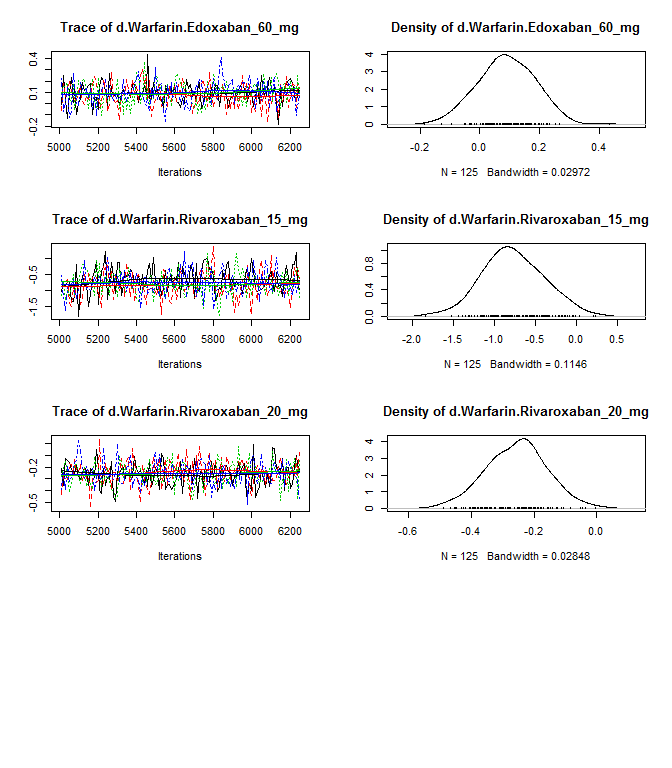 Trace of d.Warfarin.Edoxaban_60_mg
0.4
0.1
-0.2
5000 5200 5400 5600 5800 6000 6200
Iterations
Density of d.Warfarin.Edoxaban_60_mg
4
3
2
1
0
-0.2 0.0 0.2 0.4
N = 125 Bandwidth = 0.02972
Trace of d.Warfarin.Rivaroxaban_15_mg
-0.5
-1.5
5000 5200 5400 5600 5800 6000 6200
Iterations
Density of d.Warfarin.Rivaroxaban_15_mg
0.8
0.4
0.0
-2.0 -1.5 -1.0 -0.5 0.0 0.5
N = 125 Bandwidth = 0.1146
Trace of d.Warfarin.Rivaroxaban_20_mg
-0.2
-0.5
5000 5200 5400 5600 5800 6000 6200
Iterations
Density of d.Warfarin.Rivaroxaban_20_mg
4
3
2
1
0
-0.6 -0.4 -0.2 0.0
N = 125 Bandwidth = 0.02848